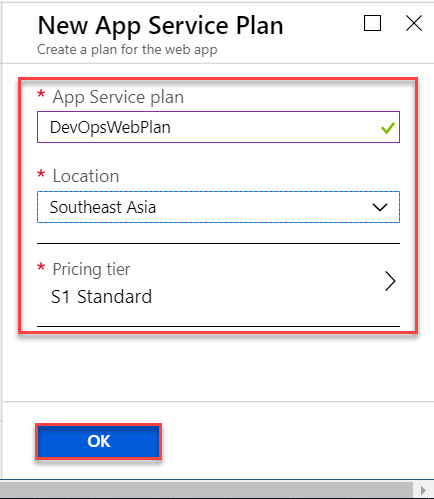 New App Service Plan
Create a plan for the web app
* App Service plan
DevOpsWebPlan
* Location
Southeast Asia
* Pricing tier
S1 Standard
OK